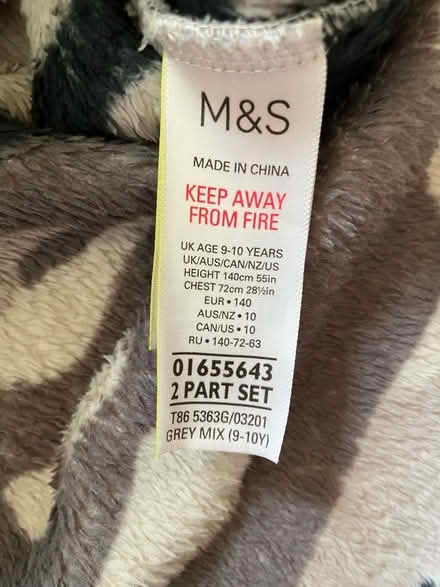 M&S
MADE IN CHINA
KEEP AWAY
FROM FIRE
UK AGE 9-10 YEARS
UK/AUS/CAN/NZ/US
HEIGHT 140cm 55in
CHEST 72cm 28½in
EUR • 140
AUS/NZ • 10
CAN/US • 10
RU • 140-72-63
01655643
2 PART SET
T86 5363G/03201
GREY MIX (9-10Y)